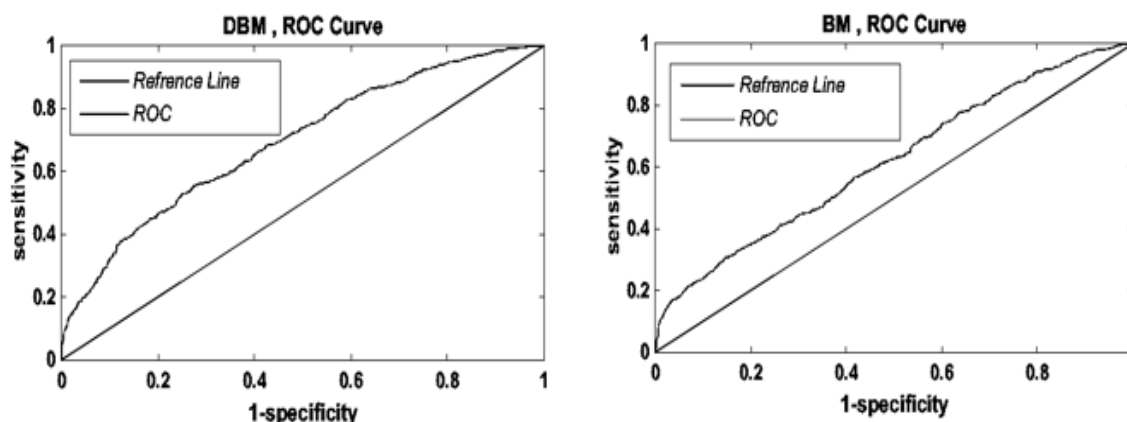 DBM , ROC Curve
1
Refrence Line
ROC
0.8
0.6
0.4
0.2
0
sensitivity
0 0.2 0.4 0.6 0.8 1
1-specificity
BM , ROC Curve
1
Refrence Line
ROC
0.8
0.6
0.4
0.2
0
sensitivity
0 0.2 0.4 0.6 0.8
1-specificity